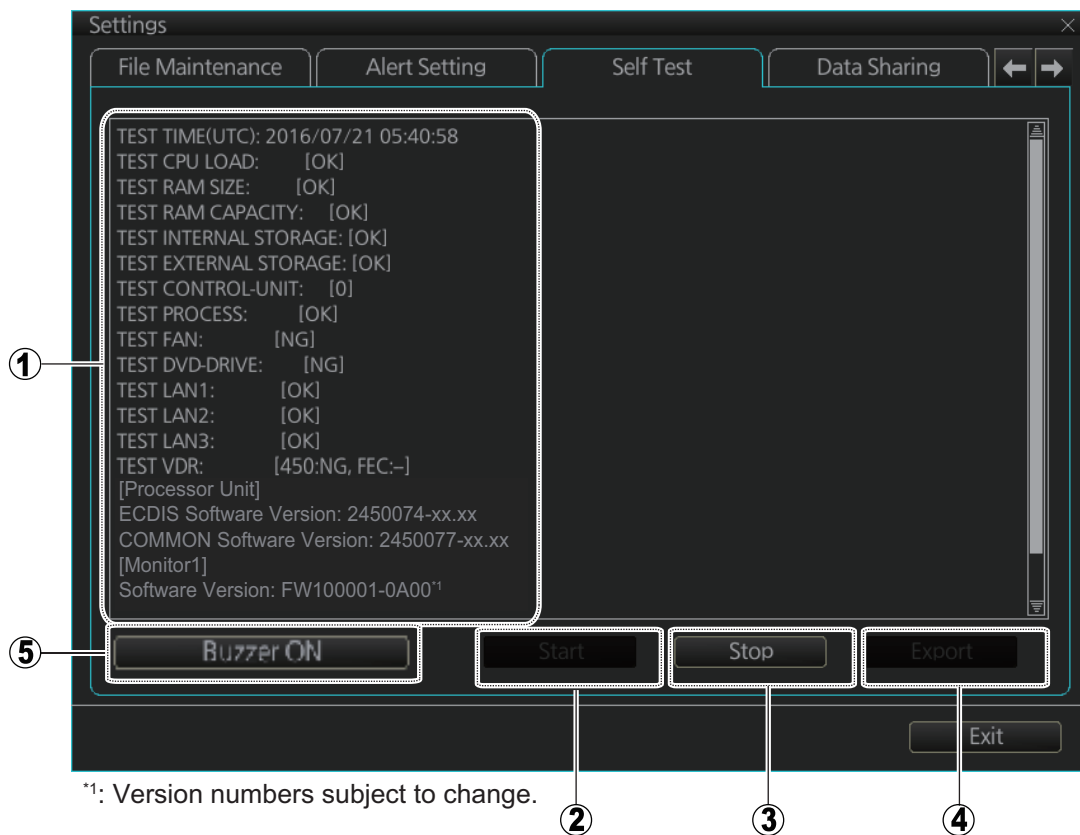 Settings
File Maintenance Alert Setting Self Test Data Sharing
TEST TIME(UTC): 2016/07/21 05:40:58
TEST CPU LOAD: [OK]
TEST RAM SIZE: [OK]
TEST RAM CAPACITY: [OK]
TEST INTERNAL STORAGE: [OK]
TEST EXTERNAL STORAGE: [OK]
TEST CONTROL-UNIT: [0]
TEST PROCESS: [OK]
TEST FAN: [NG]
TEST DVD-DRIVE: [NG]
TEST LAN1: [OK]
TEST LAN2: [OK]
TEST LAN3: [OK]
TEST VDR: [450:NG, FEC:–]
[Processor Unit]
ECDIS Software Version: 2450074-xx.xx
COMMON Software Version: 2450077-xx.xx
[Monitor1]
Software Version: FW100001-0A00*1
1
5
Buzzer ON Start Stop Export
Exit
*1: Version numbers subject to change.
2 3 4